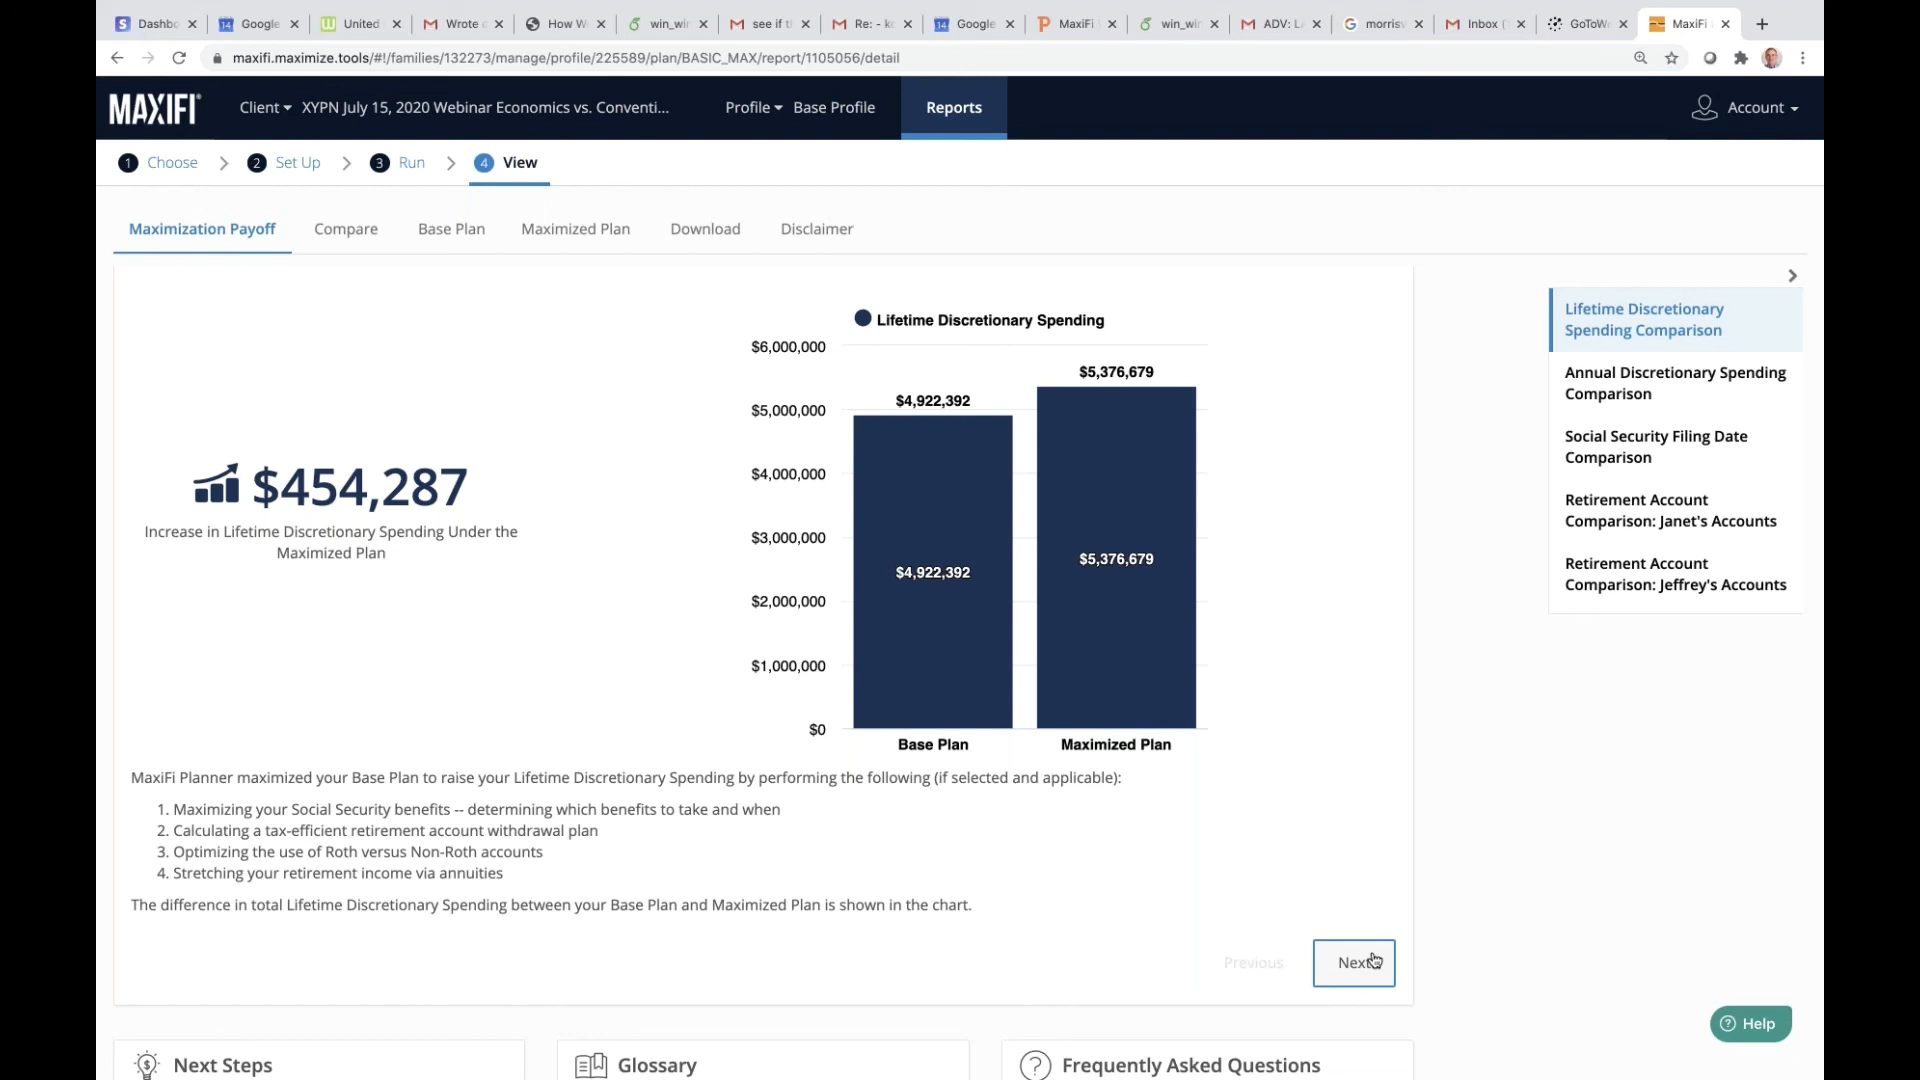 Dashbo
Google
United
Wrote
How W
win_wi
see if t
Re: - k
Google
MaxiFi
win_wi
ADV: L
morris
Inbox (
GoToW
MaxiFi
maxifi.maximize.tools/#!/families/132273/manage/profile/225589/plan/BASIC_MAX/report/1105056/detail
MAXIFI
Client
XYPN July 15, 2020 Webinar Economics vs. Conventi...
Profile
Base Profile
Reports
Account
1 Choose
2 Set Up
3 Run
4 View
Maximization Payoff
Compare
Base Plan
Maximized Plan
Download
Disclaimer
$454,287
Increase in Lifetime Discretionary Spending Under the
Maximized Plan
Lifetime Discretionary Spending
$6,000,000
$5,000,000
$4,000,000
$3,000,000
$2,000,000
$1,000,000
$0
$4,922,392
$4,922,392
Base Plan
$5,376,679
$5,376,679
Maximized Plan
Lifetime Discretionary
Spending Comparison
Annual Discretionary Spending
Comparison
Social Security Filing Date
Comparison
Retirement Account
Comparison: Janet's Accounts
Retirement Account
Comparison: Jeffrey's Accounts
MaxiFi Planner maximized your Base Plan to raise your Lifetime Discretionary Spending by performing the following (if selected and applicable):
1. Maximizing your Social Security benefits -- determining which benefits to take and when
2. Calculating a tax-efficient retirement account withdrawal plan
3. Optimizing the use of Roth versus Non-Roth accounts
4. Stretching your retirement income via annuities
The difference in total Lifetime Discretionary Spending between your Base Plan and Maximized Plan is shown in the chart.
Previous
Next
Help
Next Steps
Glossary
Frequently Asked Questions